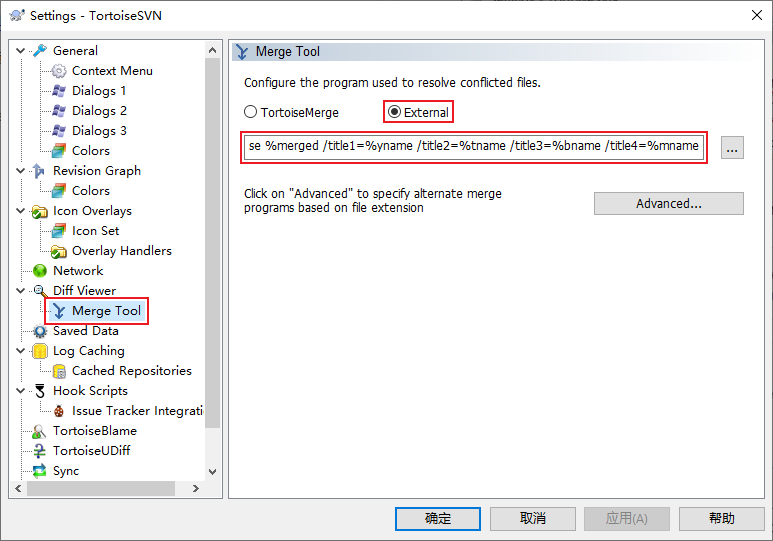 Settings - TortoiseSVN
General
Context Menu
Dialogs 1
Dialogs 2
Dialogs 3
Colors
Revision Graph
Colors
Icon Overlays
Icon Set
Overlay Handlers
Network
Diff Viewer
Merge Tool
Saved Data
Log Caching
Cached Repositories
Hook Scripts
Issue Tracker Integrati
TortoiseBlame
TortoiseUDiff
Sync
Merge Tool
Configure the program used to resolve conflicted files.
TortoiseMerge
External
se %merged /title1=%yname /title2=%tname /title3=%bname /title4=%mname
...
Click on "Advanced" to specify alternate merge
programs based on file extension
Advanced...
确定
取消
应用(A)
帮助